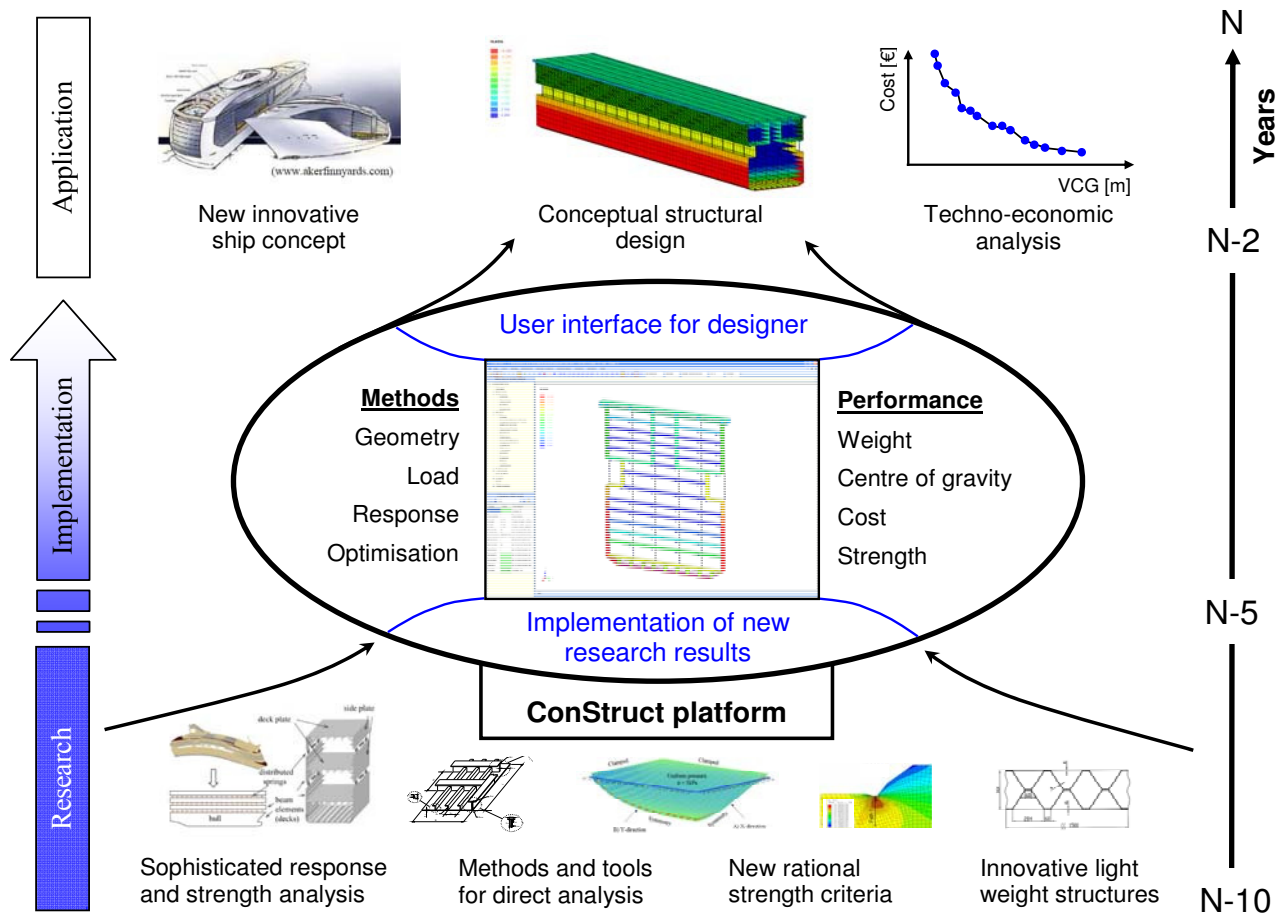 Application
Implementation
Research
(www.akerfinnyards.com)
New innovative
ship concept
Conceptual structural
design
Cost [€]
VCG [m]
Techno-economic
analysis
N
Years
N-2
N-5
N-10
User interface for designer
Methods
Geometry
Load
Response
Optimisation
Performance
Weight
Centre of gravity
Cost
Strength
Implementation of new
research results
ConStruct platform
side plate
deck plate
distributed
springs
beam
elements
(decks)
hull
Sophisticated response
and strength analysis
Methods and tools
for direct analysis
Clamped
Clamped
Uniform pressure
New rational
strength criteria
Innovative light
weight structures